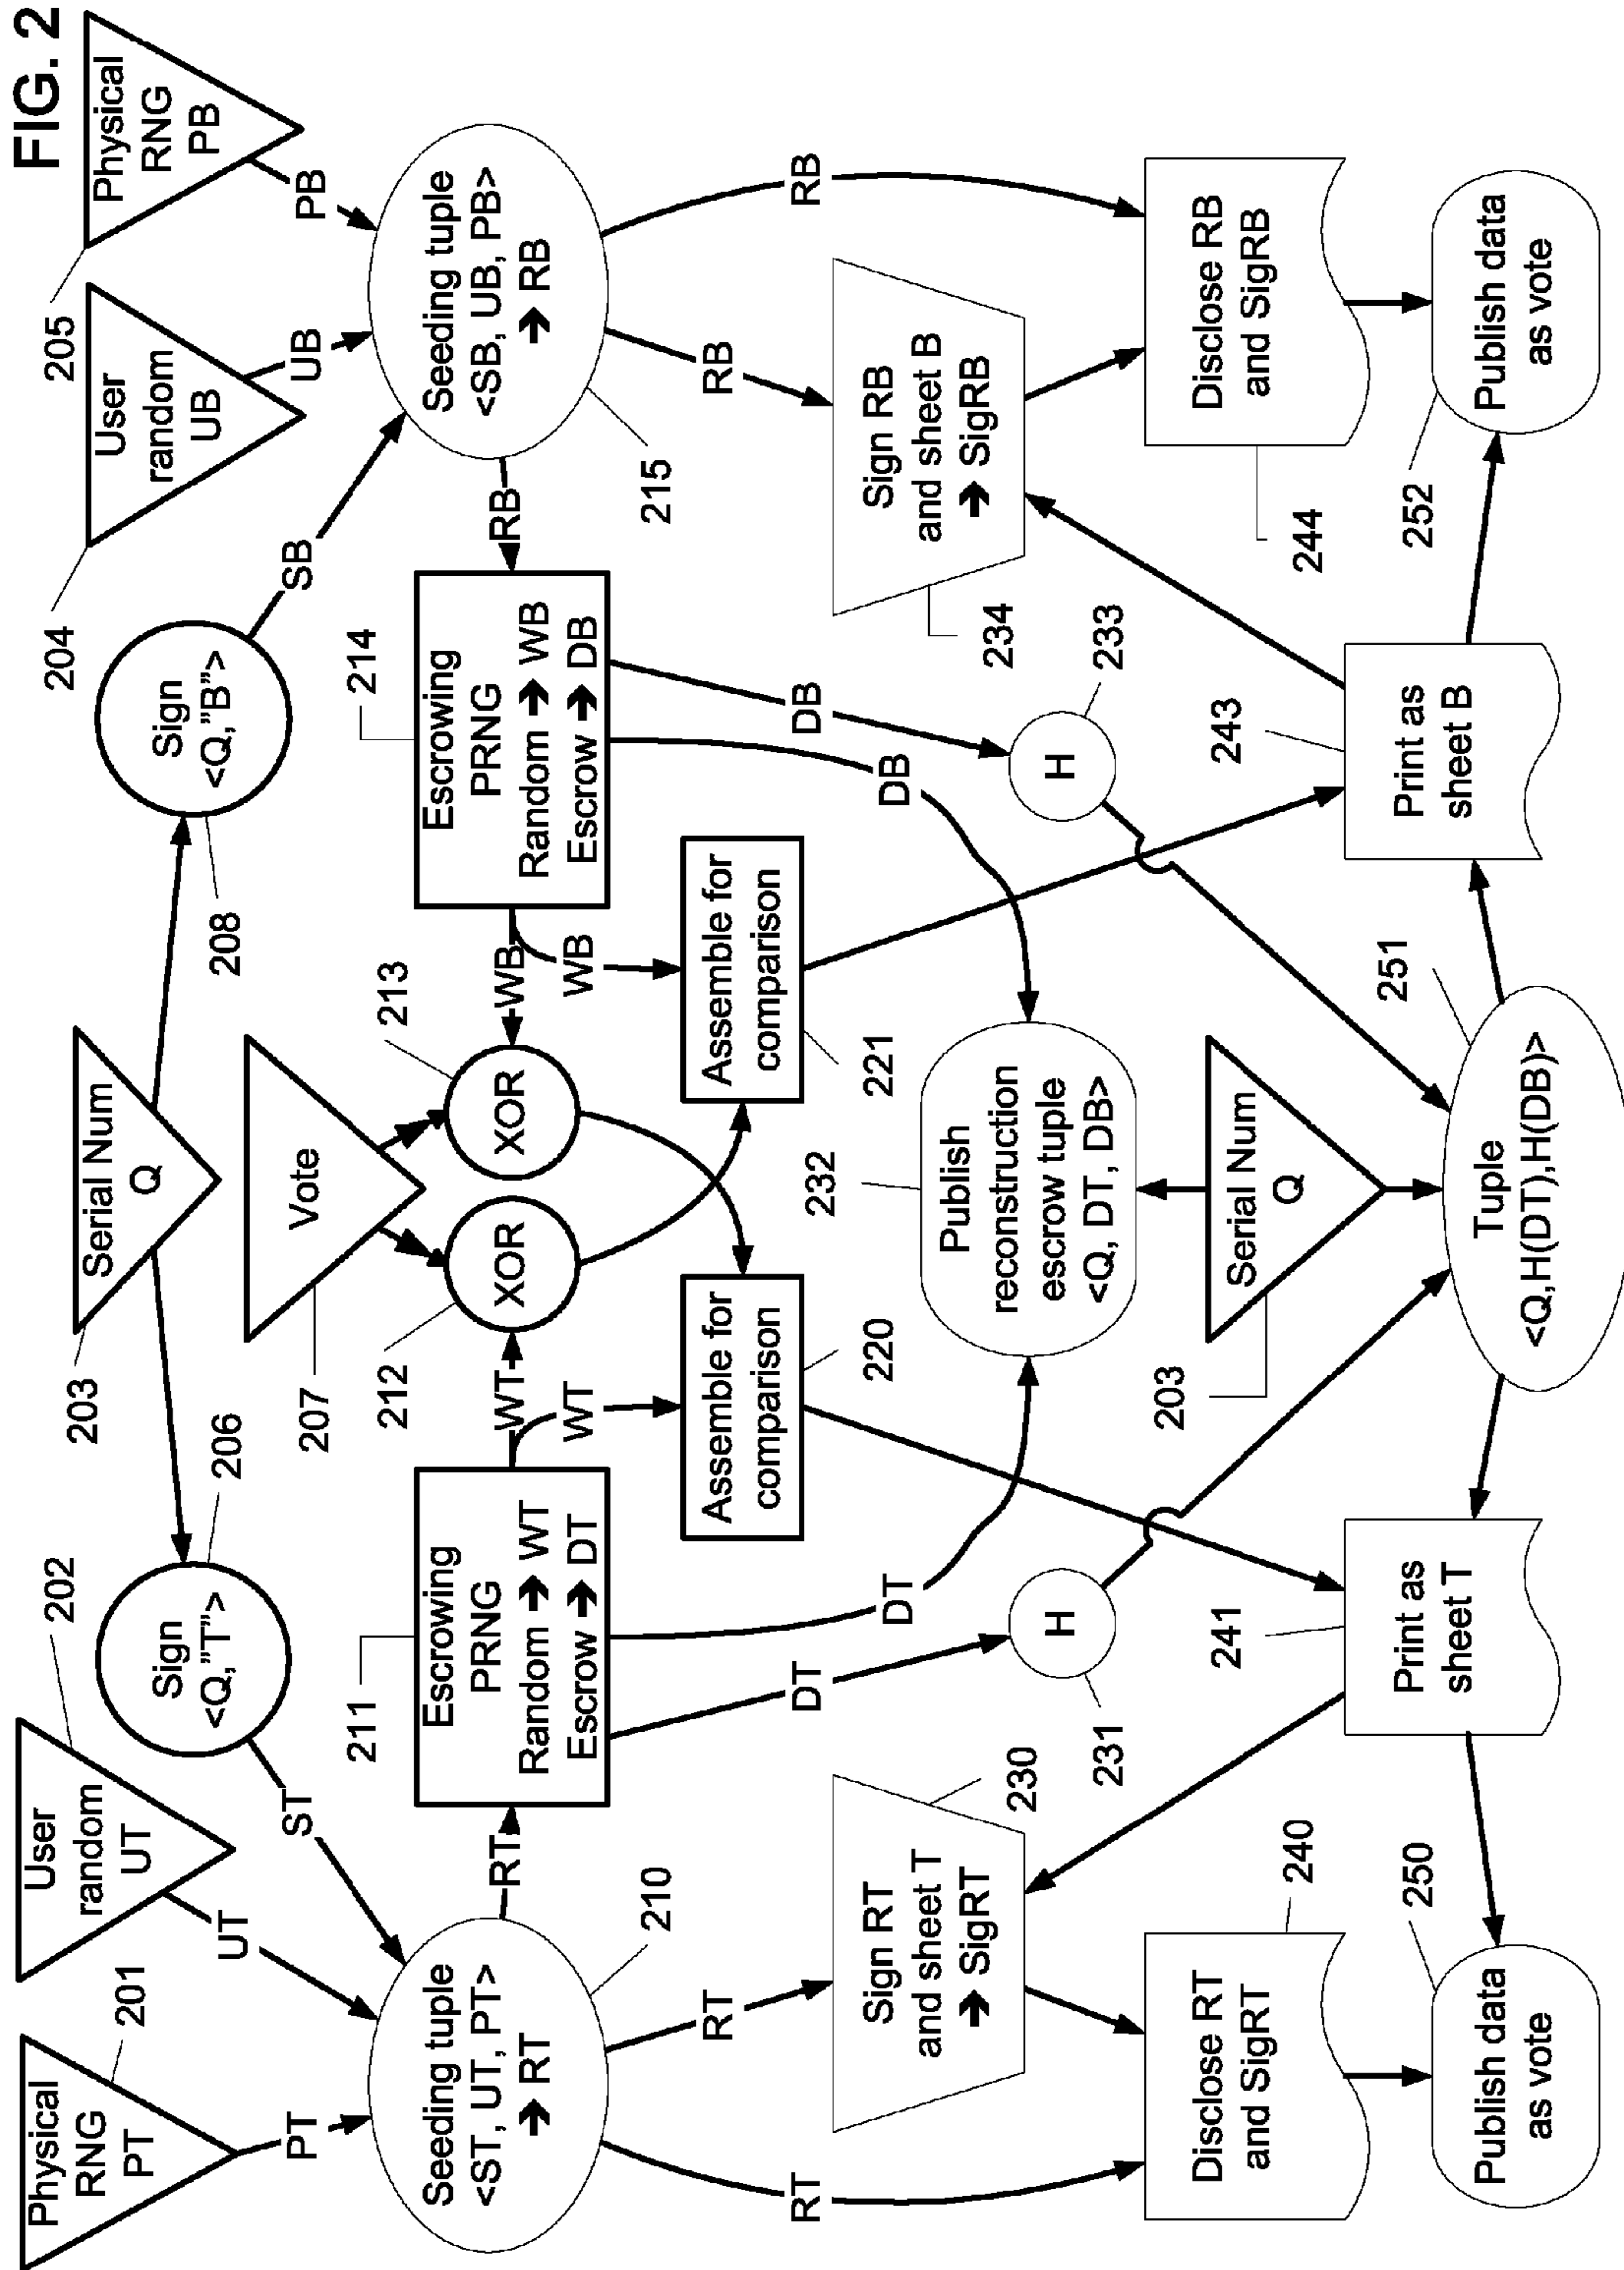 FIG. 2
Physical
RNG
PT
201
User
random
UT
202
Serial Num
Q
203
User
random
UB
204
Physical
RNG
PB
205
PT
UT
Sign
<Q,"T">
206
ST
Vote
207
Sign
<Q,"B">
208
SB
UB
PB
Seeding tuple
<ST, UT, PT>
➔ RT
210
RT
Escrowing
PRNG
Random ➔ WT
Escrow ➔ DT
211
WT
XOR
212
XOR
213
WB
Escrowing
PRNG
Random ➔ WB
Escrow ➔ DB
214
RB
Seeding tuple
<SB, UB, PB>
➔ RB
215
WT
WB
Assemble for
comparison
220
Assemble for
comparison
221
RT
RT
DT
DT
DB
DB
RB
RB
Sign RT
and sheet T
➔ SigRT
230
H
231
Publish
reconstruction
escrow tuple
<Q, DT, DB>
232
H
233
Sign RB
and sheet B
➔ SigRB
234
Serial Num
Q
203
Disclose RT
and SigRT
240
Print as
sheet T
241
Print as
sheet B
243
Disclose RB
and SigRB
244
Publish data
as vote
250
Tuple
<Q,H(DT),H(DB)>
251
Publish data
as vote
252